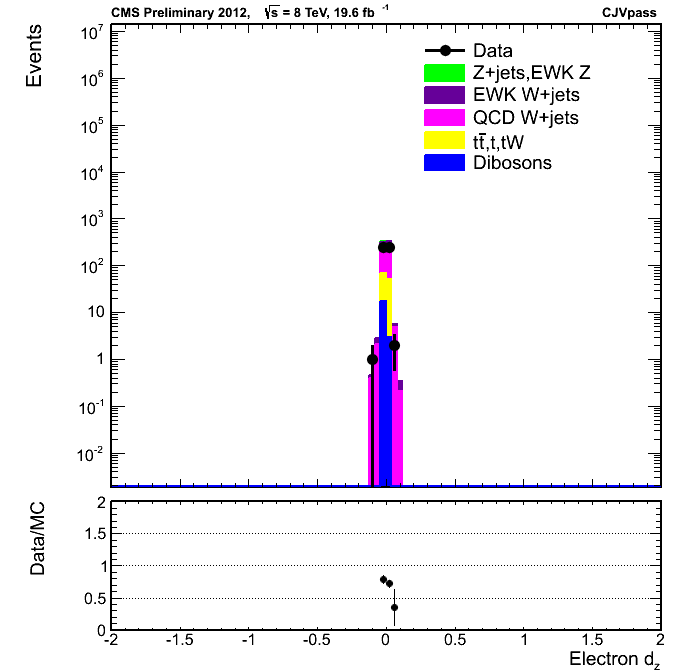 CMS Preliminary 2012, √s = 8 TeV, 19.6 fb⁻¹ CJVpass
Events
10⁷
10⁶
10⁵
10⁴
10³
10²
10
1
10⁻¹
10⁻²
Data
Z+jets,EWK Z
EWK W+jets
QCD W+jets
tt̅,t,tW
Dibosons
Data/MC
2
1.5
1
0.5
0
-2 -1.5 -1 -0.5 0 0.5 1 1.5 2
Electron d_z